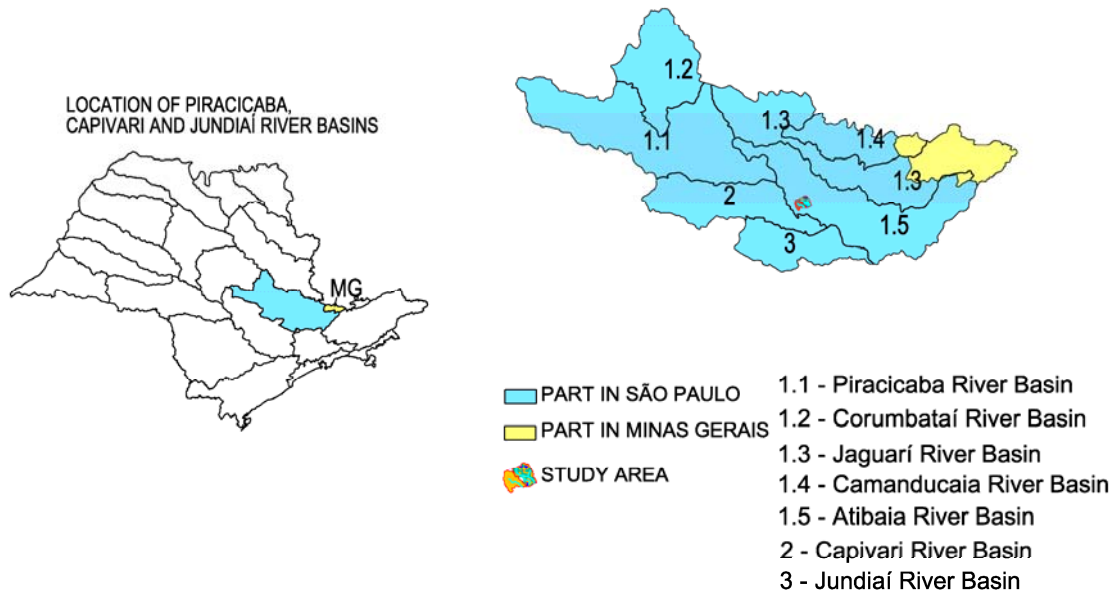 LOCATION OF PIRACICABA,
CAPIVARI AND JUNDIAÍ RIVER BASINS
MG
1.2
1.3
1.1
1.4
1.3
2
1.5
3
PART IN SÃO PAULO
PART IN MINAS GERAIS
STUDY AREA
1.1 - Piracicaba River Basin
1.2 - Corumbataí River Basin
1.3 - Jaguarí River Basin
1.4 - Camanducaia River Basin
1.5 - Atibaia River Basin
2 - Capivari River Basin
3 - Jundiaí River Basin